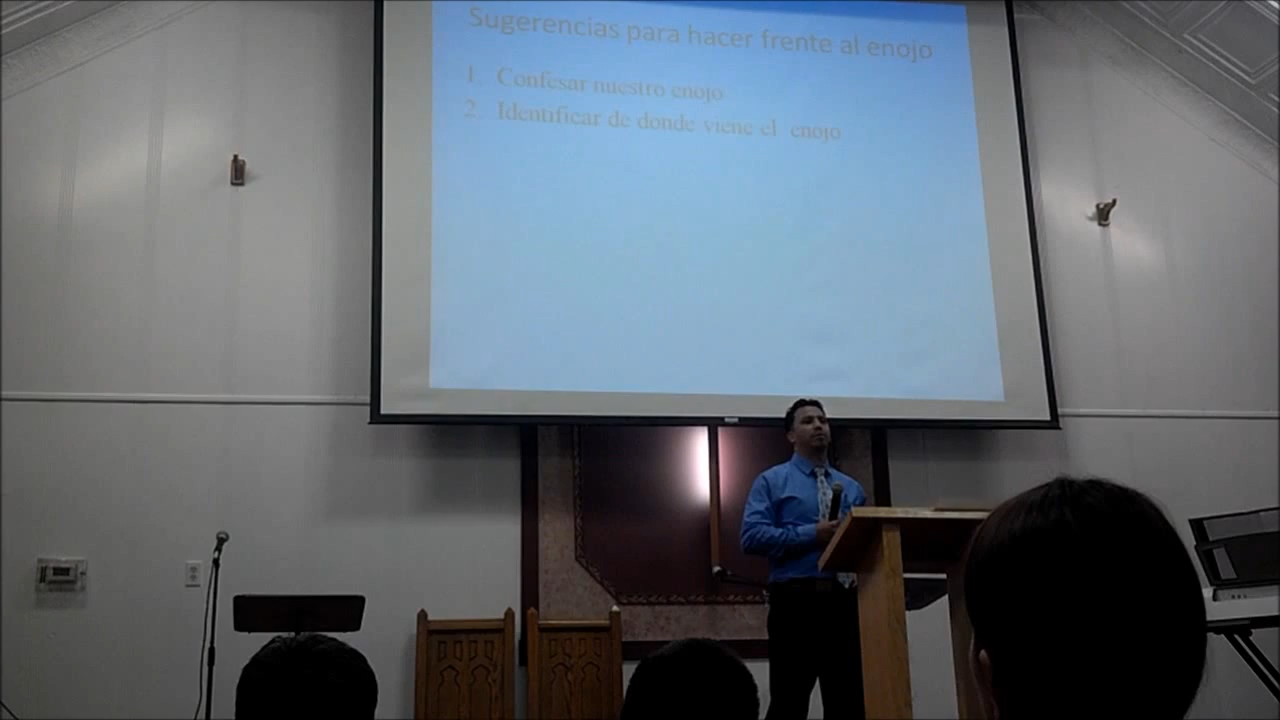 Sugerencias para hacer frente al enojo
1. Confesar nuestro enojo
2. Identificar de donde viene el enojo